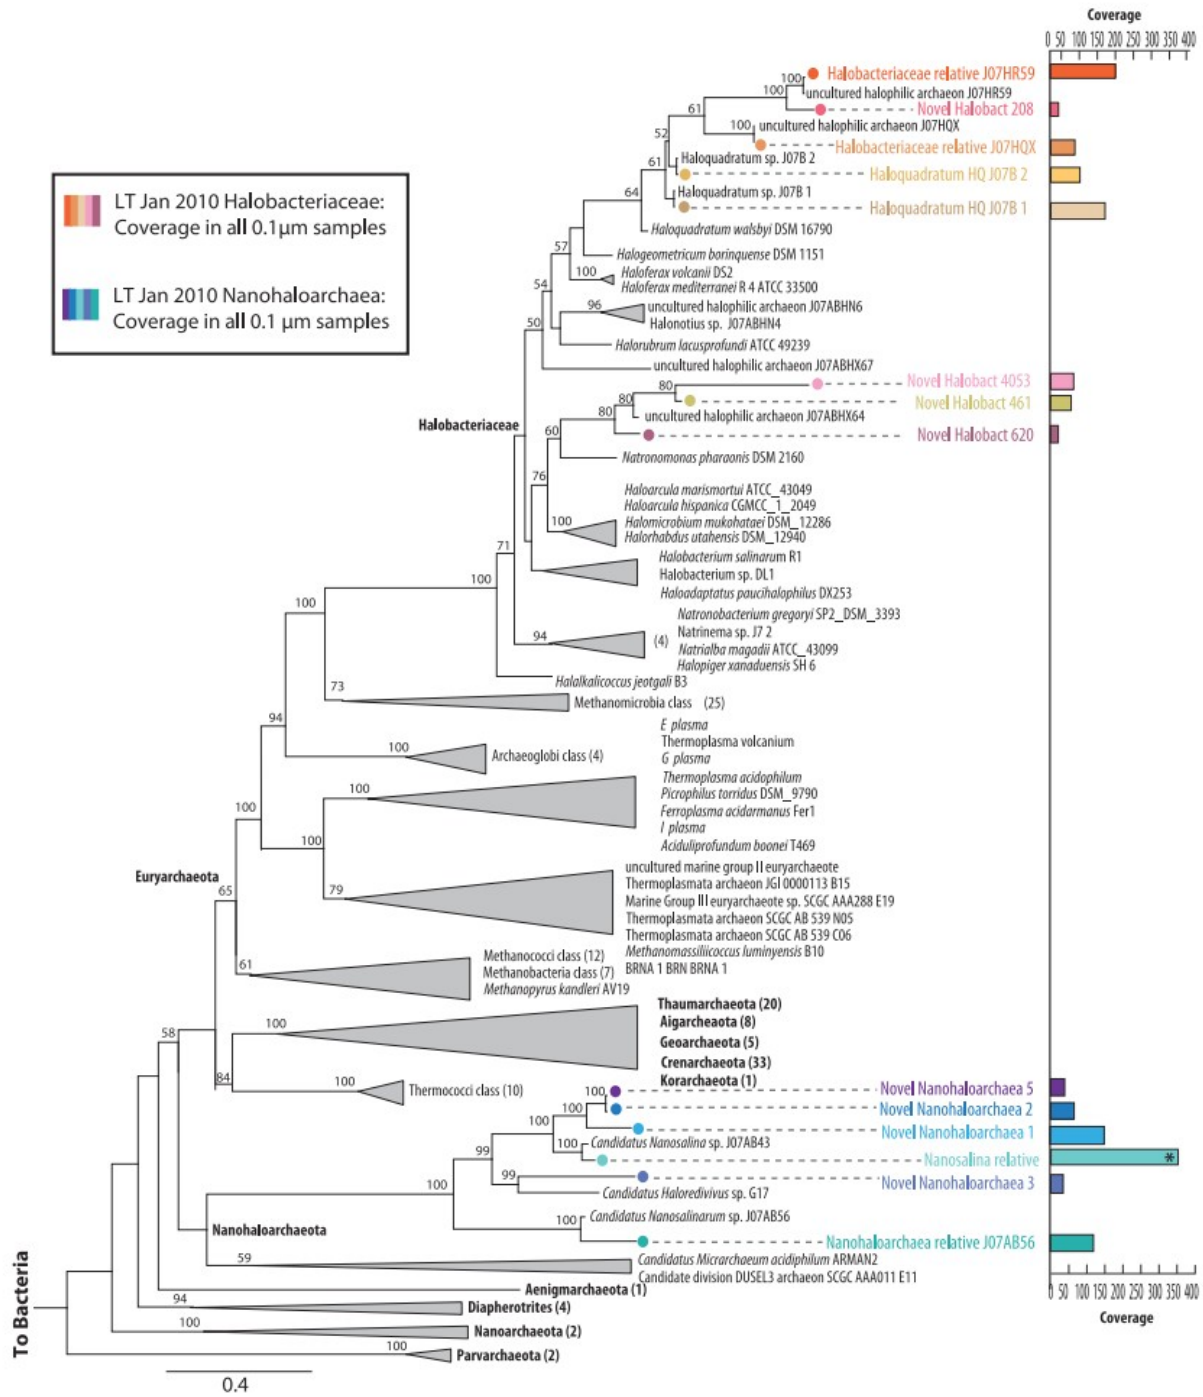 Coverage
0 50 100 150 200 250 300 350 400
100 Halobacteriaceae relative J07HR59
100 uncultured halophilic archaeon J07HR59
61 Novel Halobact 208
100 uncultured halophilic archaeon J07HQX
52 Halobacteriaceae relative J07HQX
61 Haloquadratum sp. J07B 2
Haloquadratum HQ J07B 2
64 Haloquadratum sp. J07B 1
Haloquadratum HQ J07B 1
LT Jan 2010 Halobacteriaceae:
Coverage in all 0.1µm samples
LT Jan 2010 Nanohaloarchaea:
Coverage in all 0.1 µm samples
Haloquadratum walsbyi DSM 16790
57 Halogeometricum borinquense DSM 1151
100 Haloferax volcanii DS2
Haloferax mediterranei R 4 ATCC 33500
54
96 uncultured halophilic archaeon J07ABHN6
Halonotius sp. J07ABHN4
50
Halorubrum lacusprofundi ATCC 49239
uncultured halophilic archaeon J07ABHX67
80 Novel Halobact 4053
80 Novel Halobact 461
80 uncultured halophilic archaeon J07ABHX64
Halobacteriaceae
60 Novel Halobact 620
Natronomonas pharaonis DSM 2160
76
Haloarcula marismortui ATCC_43049
Haloarcula hispanica CGMCC_1_2049
100 Halomicrobium mukohataei DSM_12286
Halorhabdus utahensis DSM_12940
71
Halobacterium salinarum R1
Halobacterium sp. DL1
100
Haloadaptatus paucihalophilus DX253
100
Natronobacterium gregoryi SP2_DSM_3393
94 (4) Natrinema sp. J7 2
Natrialba magadii ATCC_43099
Halopiger xanaduensis SH 6
Halalkalicoccus jeotgali B3
73 Methanomicrobia class (25)
94
E plasma
Thermoplasma volcanium
100 Archaeoglobi class (4)
G plasma
Thermoplasma acidophilum
100 Picrophilus torridus DSM_9790
100
Ferroplasma acidarmanus Fer1
I plasma
100
Aciduliprofundum boonei T469
Euryarchaeota
uncultured marine group II euryarchaeote
Thermoplasmata archaeon JGI 0000113 B15
65 79 Marine Group III euryarchaeote sp. SCGC AAA288 E19
Thermoplasmata archaeon SCGC AB 539 N05
Thermoplasmata archaeon SCGC AB 539 C06
Methanomassiliicoccus luminyensis B10
BRNA 1 BRN BRNA 1
Methanococci class (12)
61 Methanobacteria class (7)
Methanopyrus kandleri AV19
Thaumarchaeota (20)
100 Aigarcheaota (8)
58
Geoarchaeota (5)
Crenarchaeota (33)
Korarchaeota (1)
84 100 Thermococci class (10)
100 Novel Nanohaloarchaea 5
100 Novel Nanohaloarchaea 2
100 Novel Nanohaloarchaea 1
99 100 Candidatus Nanosalina sp. J07AB43
Nanosalina relative *
99 Novel Nanohaloarchaea 3
100 Candidatus Haloredivivus sp. G17
100 Candidatus Nanosalinarum sp. J07AB56
Nanohaloarchaeota
Nanohaloarchaea relative J07AB56
59 Candidatus Micrarchaeum acidiphilum ARMAN2
Candidate division DUSEL3 archaeon SCGC AAA011 E11
0 50 100 150 200 250 300 350 400
Coverage
Aenigmarchaeota (1)
94 Diapherotrites (4)
100 Nanoarchaeota (2)
100 Parvarchaeota (2)
To Bacteria
0.4